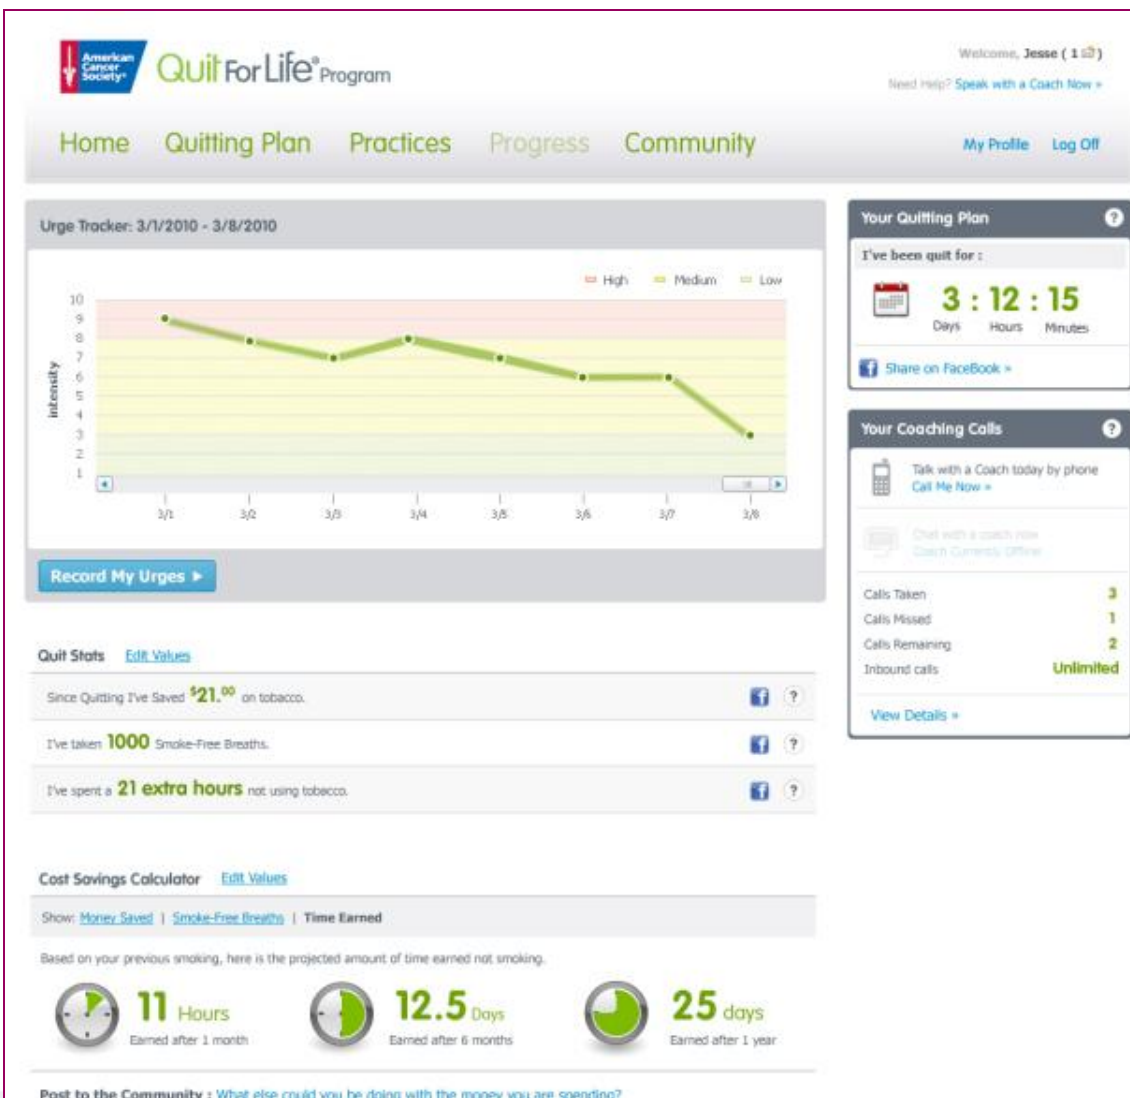 American
Cancer
Society®
Quit For Life® Program
Welcome, Jesse ( 1 )
Need Help? Speak with a Coach Now »
Home Quitting Plan Practices Progress Community
My Profile Log Off
Urge Tracker: 3/1/2010 - 3/8/2010
High Medium Low
intensity
10
9
8
7
6
5
4
3
2
1
3/1 3/2 3/3 3/4 3/5 3/6 3/7 3/8
Record My Urges
Your Quitting Plan ?
I've been quit for :
3 : 12 : 15
Days Hours Minutes
Share on FaceBook »
Your Coaching Calls ?
Talk with a Coach today by phone
Call Me Now »
Chat with a coach now
Coach Currently Offline
Calls Taken 3
Calls Missed 1
Calls Remaining 2
Inbound calls Unlimited
View Details »
Quit Stats Edit Values
Since Quitting I've Saved $21.00 on tobacco. ?
I've taken 1000 Smoke-Free Breaths. ?
I've spent a 21 extra hours not using tobacco. ?
Cost Savings Calculator Edit Values
Show: Money Saved | Smoke-Free Breaths | Time Earned
Based on your previous smoking, here is the projected amount of time earned not smoking.
11 Hours
Earned after 1 month
12.5 Days
Earned after 6 months
25 days
Earned after 1 year
Post to the Community : What else could you be doing with the money you are spending?